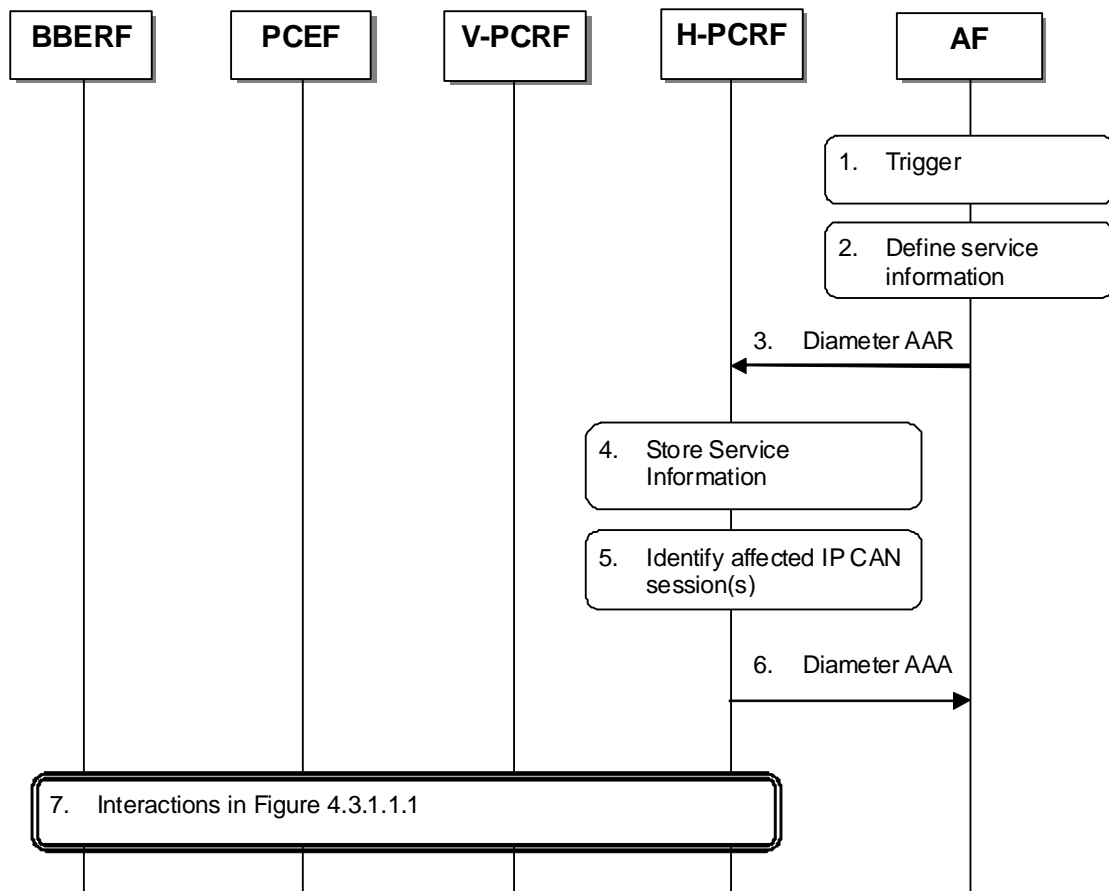 BBERF PCEF V-PCRF H-PCRF AF
1. Trigger
2. Define service
information
3. Diameter AAR
4. Store Service
Information
5. Identify affected IP CAN
session(s)
6. Diameter AAA
7. Interactions in Figure 4.3.1.1.1